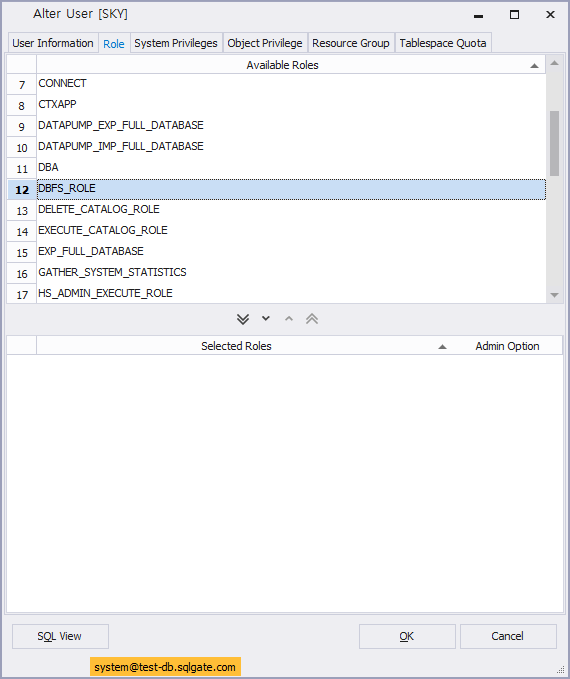 Alter User [SKY]
User Information Role System Privileges Object Privilege Resource Group Tablespace Quota
Available Roles
7 CONNECT
8 CTXAPP
9 DATAPUMP_EXP_FULL_DATABASE
10 DATAPUMP_IMP_FULL_DATABASE
11 DBA
12 DBFS_ROLE
13 DELETE_CATALOG_ROLE
14 EXECUTE_CATALOG_ROLE
15 EXP_FULL_DATABASE
16 GATHER_SYSTEM_STATISTICS
17 HS_ADMIN_EXECUTE_ROLE
Selected Roles Admin Option
SQL View OK Cancel
system@test-db.sqlgate.com